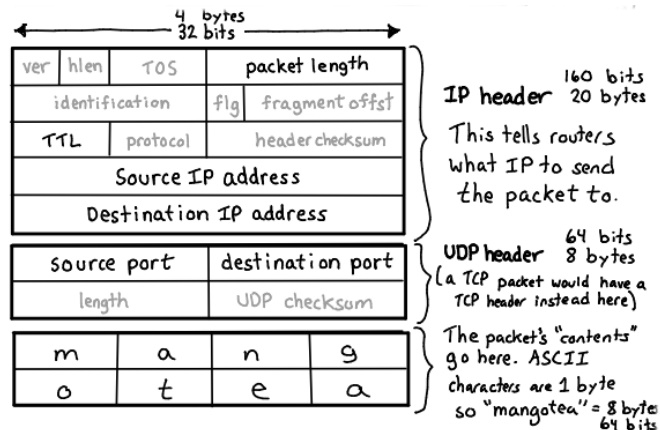 4 bytes
32 bits
ver hlen TOS packet length
identification flg fragment offst
TTL protocol header checksum
Source IP address
Destination IP address
IP header 160 bits
20 bytes
This tells routers
what IP to send
the packet to.
source port destination port
length UDP checksum
UDP header 64 bits
8 bytes
(a TCP packet would have a
TCP header instead here)
m a n g
o t e a
The packet's "contents"
go here. ASCII
characters are 1 byte
so "mangotea" = 8 byte
64 bits